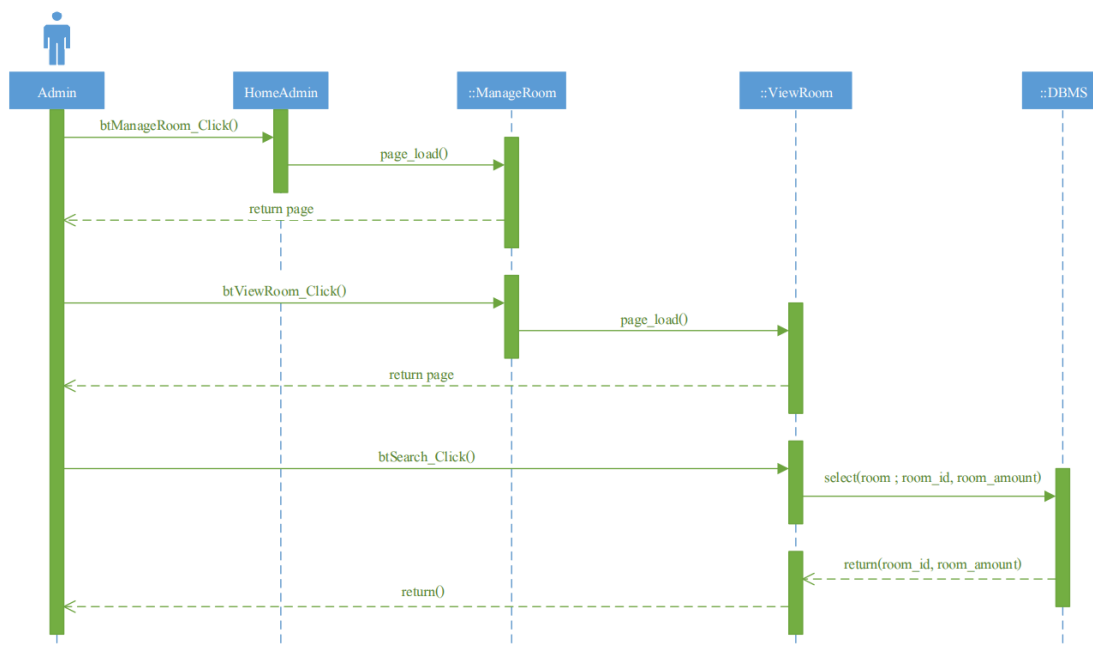 Admin
HomeAdmin
::ManageRoom
::ViewRoom
::DBMS
btManageRoom_Click()
page_load()
return page
btViewRoom_Click()
page_load()
return page
btSearch_Click()
select(room ; room_id, room_amount)
return(room_id, room_amount)
return()